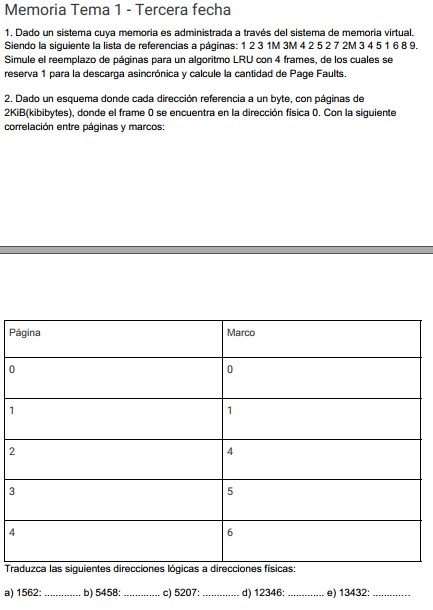 Memoria Tema 1 - Tercera fecha
1. Dado un sistema cuya memoria es administrada a través del sistema de memoria virtual.
Siendo la siguiente la lista de referencias a páginas: 1 2 3 1M 3M 4 2 5 2 7 2M 3 4 5 1 6 8 9.
Simule el reemplazo de páginas para un algoritmo LRU con 4 frames, de los cuales se
reserva 1 para la descarga asincrónica y calcule la cantidad de Page Faults.
2. Dado un esquema donde cada dirección referencia a un byte, con páginas de
2KiB(kibibytes), donde el frame 0 se encuentra en la dirección física 0. Con la siguiente
correlación entre páginas y marcos:
Página Marco
0 0
1 1
2 4
3 5
4 6
Traduzca las siguientes direcciones lógicas a direcciones físicas:
a) 1562: ............. b) 5458: ............. c) 5207: ............. d) 12346: ............. e) 13432: .............